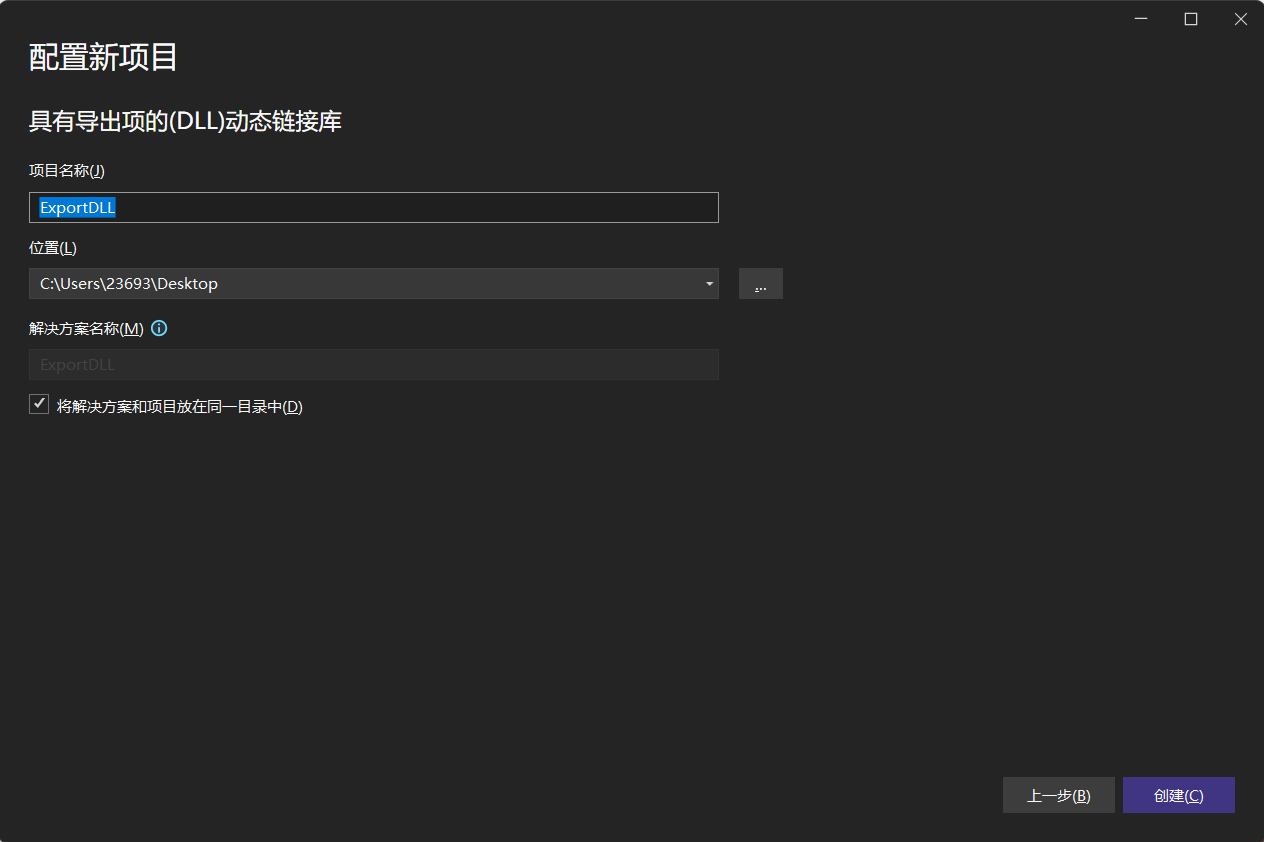 配置新项目
具有导出项的(DLL)动态链接库
项目名称(J)
ExportDLL
位置(L)
C:\Users\23693\Desktop
...
解决方案名称(M)
ExportDLL
将解决方案和项目放在同一目录中(D)
上一步(B) 创建(C)